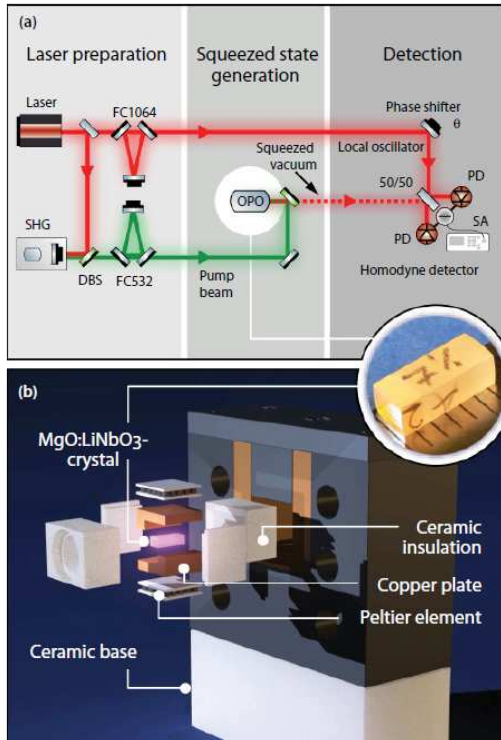 (a)
Laser preparation
Squeezed state
generation
Detection
Laser
FC1064
Phase shifter
θ
Squeezed
vacuum
Local oscillator
50/50
PD
OPO
SHG
SA
PD
DBS
FC532
Pump
beam
Homodyne detector
(b)
MgO:LiNbO3-
crystal
Ceramic
insulation
Copper plate
Peltier element
Ceramic base